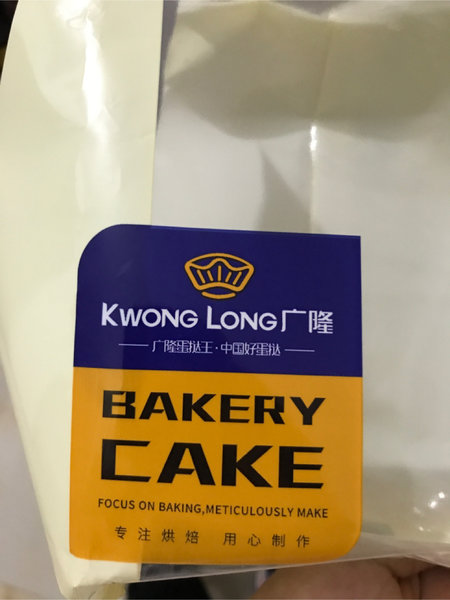 KWONG LONG广隆
广隆蛋挞王·中国好蛋挞
BAKERY
CAKE
FOCUS ON BAKING,METICULOUSLY MAKE
专注烘焙 用心制作